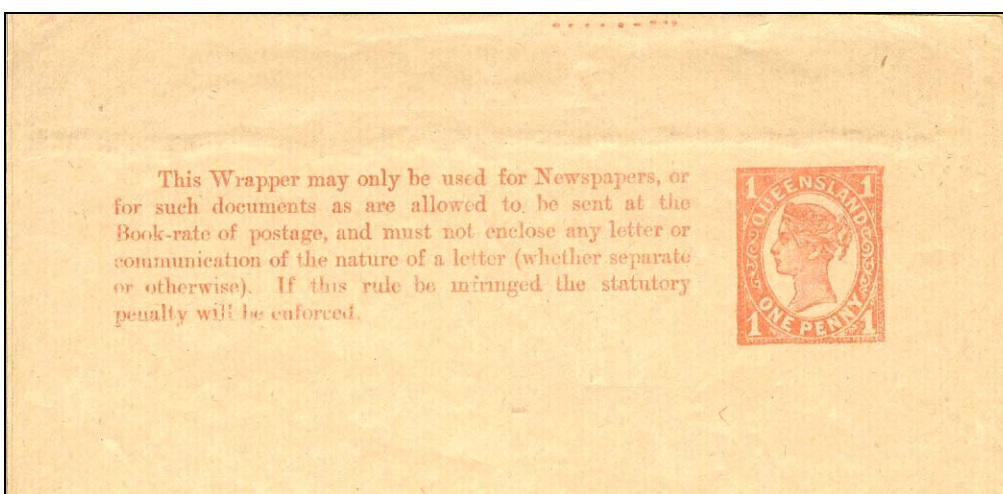 This Wrapper may only be used for Newspapers, or
for such documents as are allowed to be sent at the
Book-rate of postage, and must not enclose any letter or
communication of the nature of a letter (whether separate
or otherwise). If this rule be infringed the statutory
penalty will be enforced.
1 QUEENSLAND 1
1 ONE PENNY 1